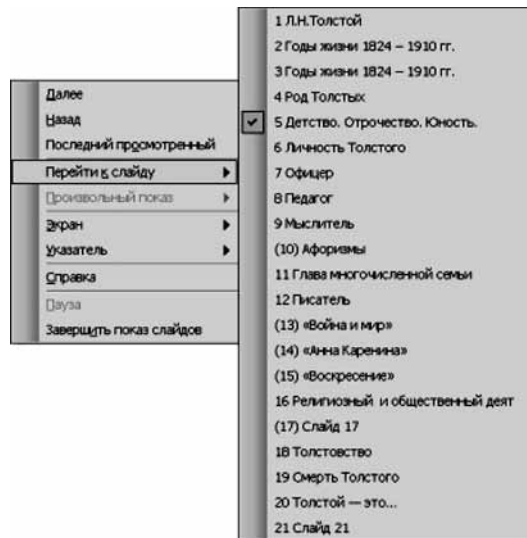 Далее
Назад
Последний просмотренный
Перейти к слайду
Произвольный показ
Экран
Указатель
Справка
Пауза
Завершить показ слайдов
1 Л.Н.Толстой
2 Годы жизни 1824 – 1910 гг.
3 Годы жизни 1824 – 1910 гг.
4 Род Толстых
5 Детство. Отрочество. Юность.
6 Личность Толстого
7 Офицер
8 Педагог
9 Мыслитель
(10) Афоризмы
11 Глава многочисленной семьи
12 Писатель
(13) «Война и мир»
(14) «Анна Каренина»
(15) «Воскресение»
16 Религиозный и общественный деят
(17) Слайд 17
18 Толстовство
19 Смерть Толстого
20 Толстой — это...
21 Слайд 21